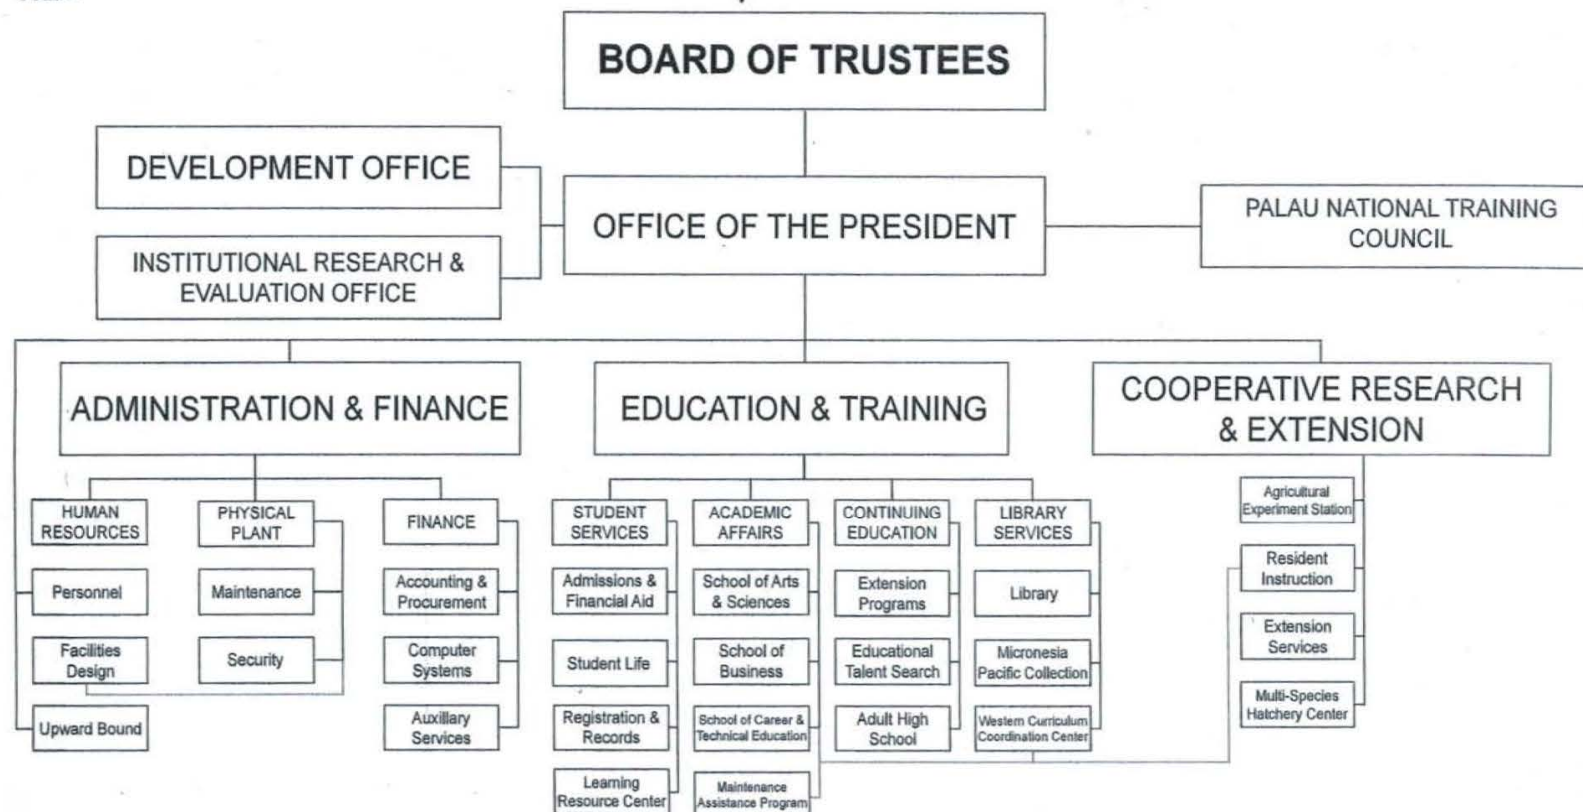 BOARD OF TRUSTEES
DEVELOPMENT OFFICE
OFFICE OF THE PRESIDENT
PALAU NATIONAL TRAINING
COUNCIL
INSTITUTIONAL RESEARCH &
EVALUATION OFFICE
ADMINISTRATION & FINANCE
EDUCATION & TRAINING
COOPERATIVE RESEARCH
& EXTENSION
HUMAN
RESOURCES
Personnel
Facilities
Design
Upward Bound
PHYSICAL
PLANT
Maintenance
Security
FINANCE
Accounting &
Procurement
Computer
Systems
Auxillary
Services
STUDENT
SERVICES
Admissions &
Financial Aid
Student Life
Registration &
Records
Learning
Resource Center
ACADEMIC
AFFAIRS
School of Arts
& Sciences
School of
Business
School of Career &
Technical Education
Maintenance
Assistance Program
CONTINUING
EDUCATION
Extension
Programs
Educational
Talent Search
Adult High
School
LIBRARY
SERVICES
Library
Micronesia
Pacific Collection
Western Curriculum
Coordination Center
Agricultural
Experiment Station
Resident
Instruction
Extension
Services
Multi-Species
Hatchery Center